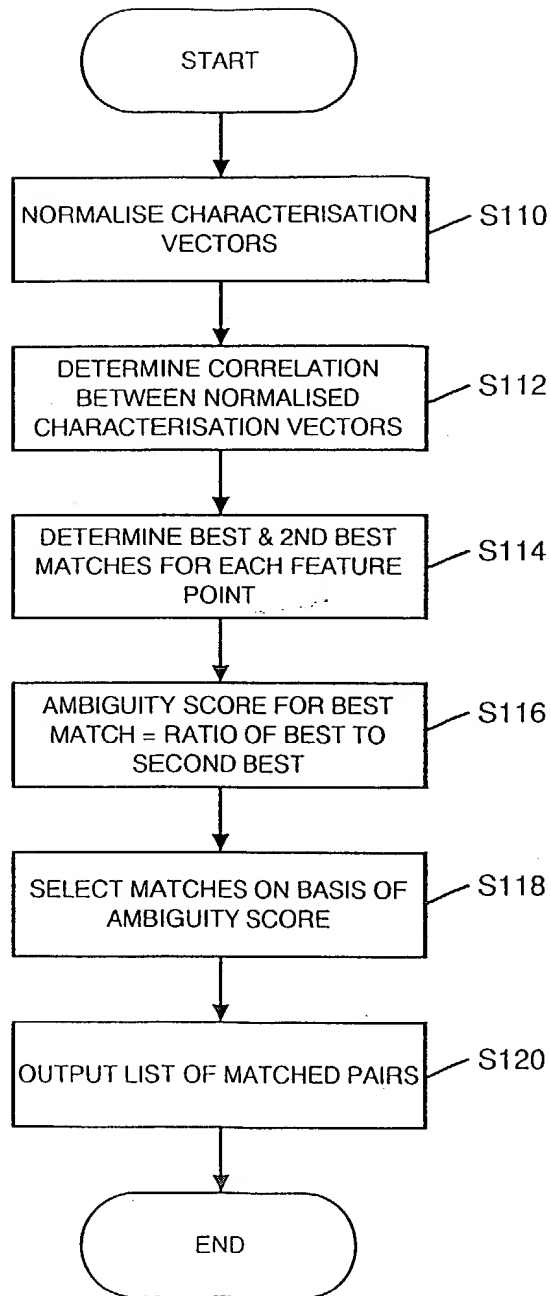 START
NORMALISE CHARACTERISATION
VECTORS
S110
DETERMINE CORRELATION
BETWEEN NORMALISED
CHARACTERISATION VECTORS
S112
DETERMINE BEST & 2ND BEST
MATCHES FOR EACH FEATURE
POINT
S114
AMBIGUITY SCORE FOR BEST
MATCH = RATIO OF BEST TO
SECOND BEST
S116
SELECT MATCHES ON BASIS OF
AMBIGUITY SCORE
S118
OUTPUT LIST OF MATCHED PAIRS
S120
END